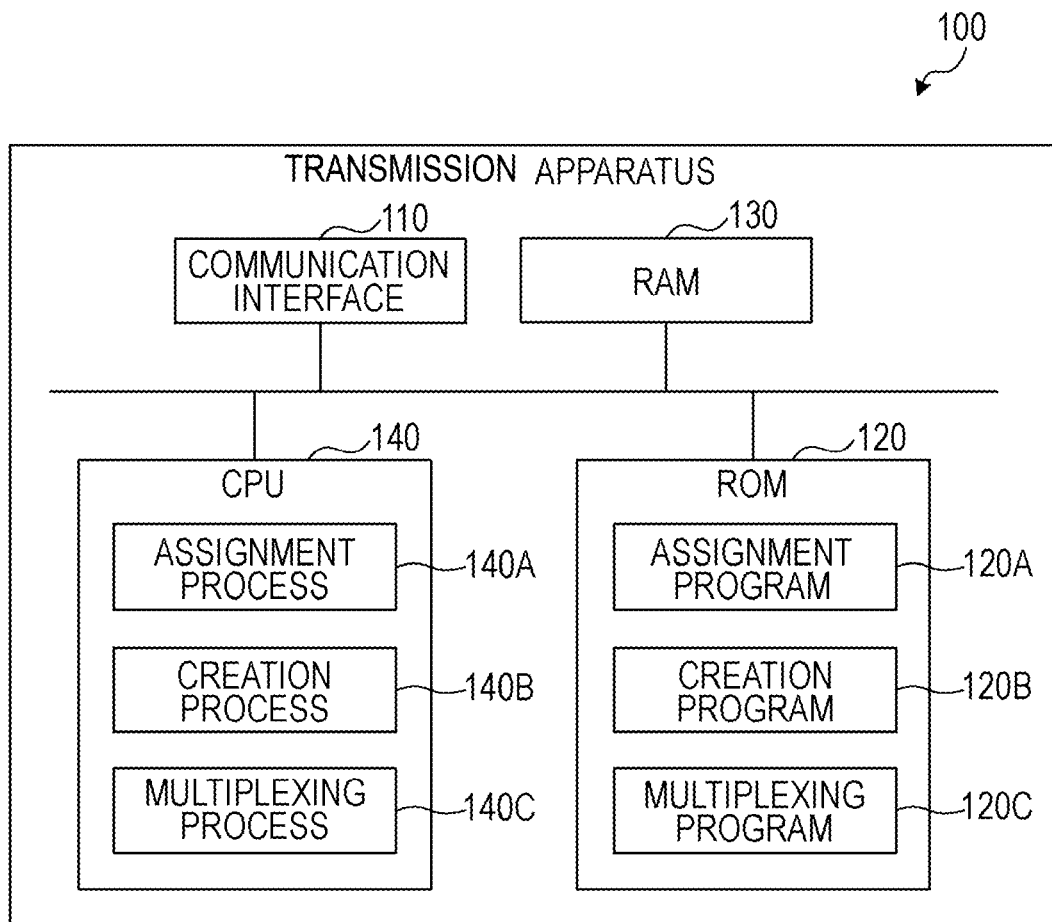 100
TRANSMISSION APPARATUS
110
130
COMMUNICATION
INTERFACE
RAM
140
120
CPU
ROM
ASSIGNMENT
PROCESS
140A
ASSIGNMENT
PROGRAM
120A
CREATION
PROCESS
140B
CREATION
PROGRAM
120B
MULTIPLEXING
PROCESS
140C
MULTIPLEXING
PROGRAM
120C